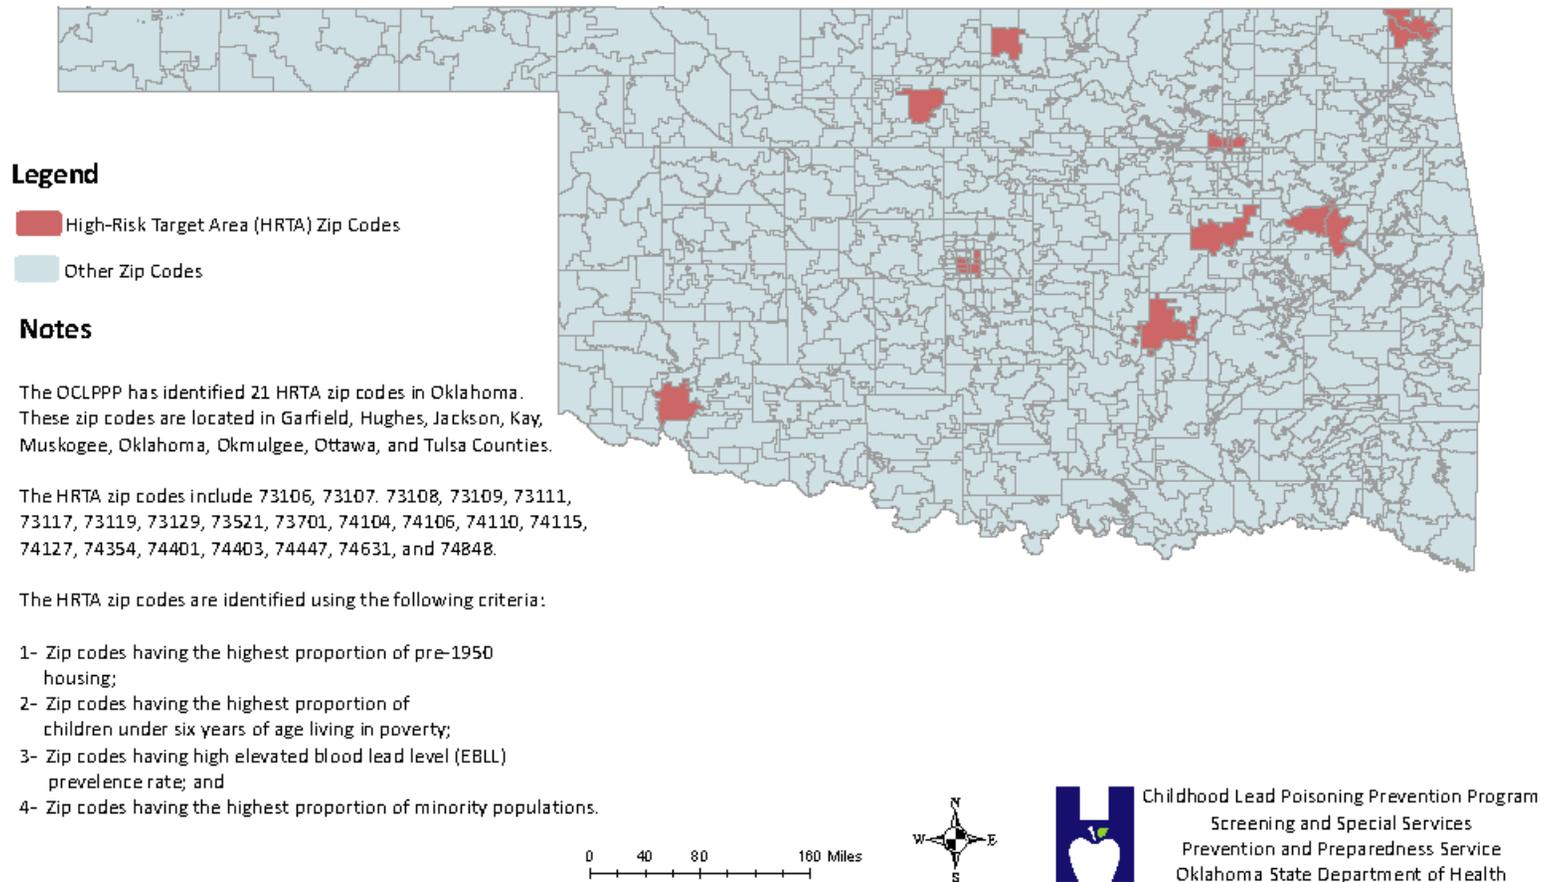 Legend
High-Risk Target Area (HRTA) Zip Codes
Other Zip Codes
Notes
The OCLPPP has identified 21 HRTA zip codes in Oklahoma.
These zip codes are located in Garfield, Hughes, Jackson, Kay,
Muskogee, Oklahoma, Okmulgee, Ottawa, and Tulsa Counties.
The HRTA zip codes include 73106, 73107. 73108, 73109, 73111,
73117, 73119, 73129, 73521, 73701, 74104, 74106, 74110, 74115,
74127, 74354, 74401, 74403, 74447, 74631, and 74848.
The HRTA zip codes are identified using the following criteria:
1- Zip codes having the highest proportion of pre-1950
housing;
2- Zip codes having the highest proportion of
children under six years of age living in poverty;
3- Zip codes having high elevated blood lead level (EBLL)
prevelence rate; and
4- Zip codes having the highest proportion of minority populations.
0 40 80 160 Miles
N
W E
S
Childhood Lead Poisoning Prevention Program
Screening and Special Services
Prevention and Preparedness Service
Oklahoma State Department of Health